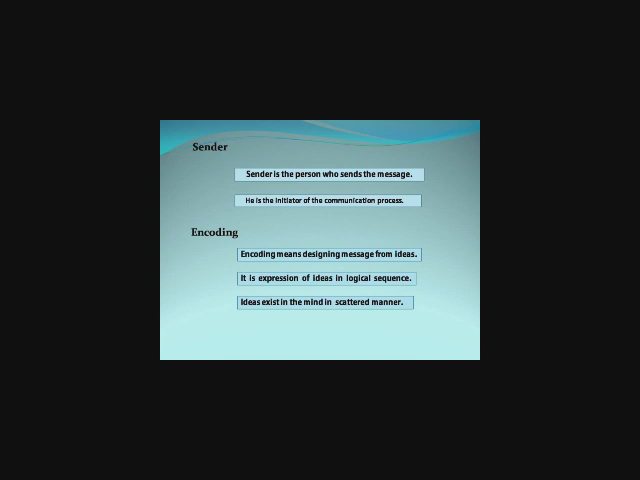 Sender
Sender is the person who sends the message.
He is the initiator of the communication process.
Encoding
Encoding means designing message from ideas.
It is expression of ideas in logical sequence.
Ideas exist in the mind in scattered manner.